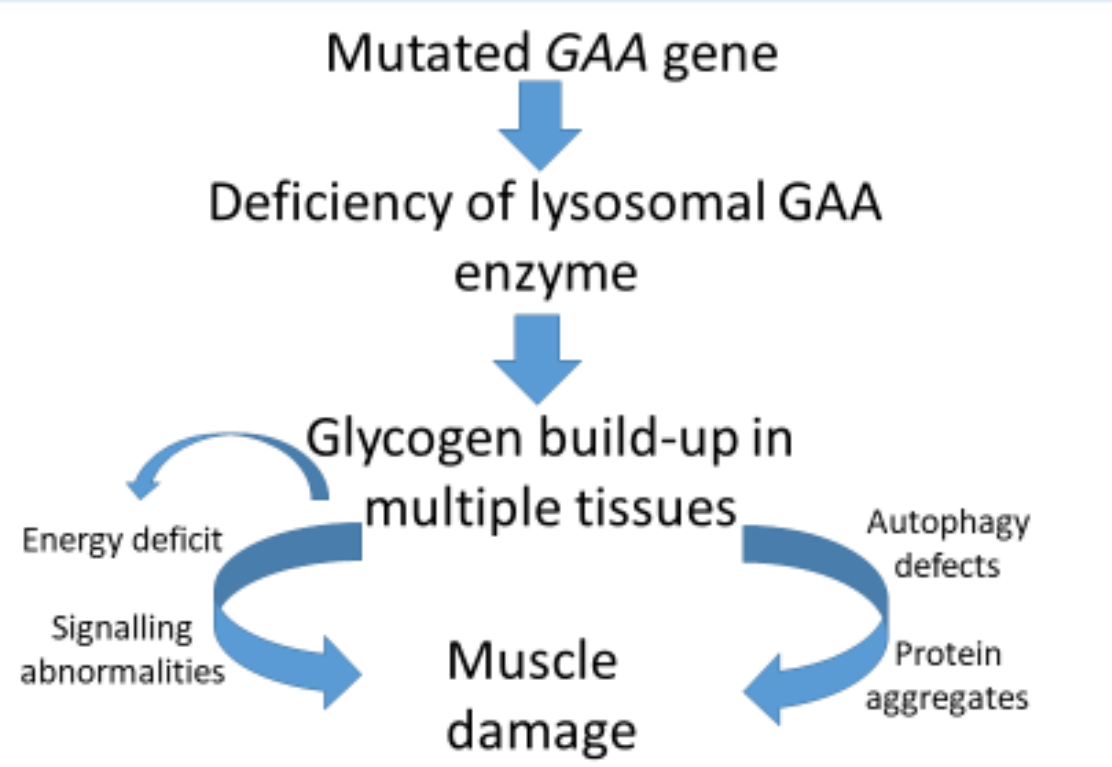 Mutated GAA gene
Deficiency of lysosomal GAA
enzyme
Glycogen build-up in
multiple tissues
Energy deficit
Signalling
abnormalities
Autophagy
defects
Protein
aggregates
Muscle
damage